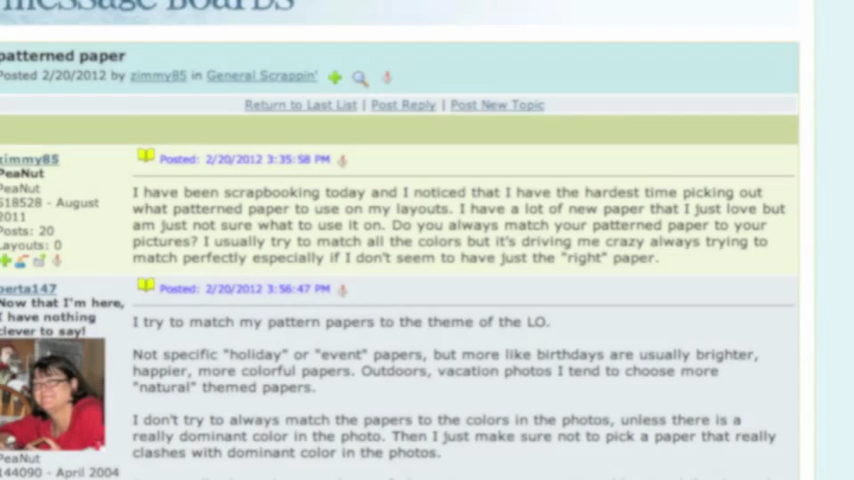 message BOARDS
patterned paper
Posted 2/20/2012 by zimmy85 in General Scrappin'
Return to Last List | Post Reply | Post New Topic
zimmy85
PeaNut
PeaNut
518528 - August
2011
Posts: 20
Layouts: 0
Posted: 2/20/2012 3:35:58 PM
I have been scrapbooking today and I noticed that I have the hardest time picking out
what patterned paper to use on my layouts. I have a lot of new paper that I just love but
am just not sure what to use it on. Do you always match your patterned paper to your
pictures? I usually try to match all the colors but it's driving me crazy always trying to
match perfectly especially if I don't seem to have just the "right" paper.
perta147
Now that I'm here,
I have nothing
clever to say!
PeaNut
144090 - April 2004
Posted: 2/20/2012 3:56:47 PM
I try to match my pattern papers to the theme of the LO.
Not specific "holiday" or "event" papers, but more like birthdays are usually brighter,
happier, more colorful papers. Outdoors, vacation photos I tend to choose more
"natural" themed papers.
I don't try to always match the papers to the colors in the photos, unless there is a
really dominant color in the photo. Then I just make sure not to pick a paper that really
clashes with dominant color in the photos.